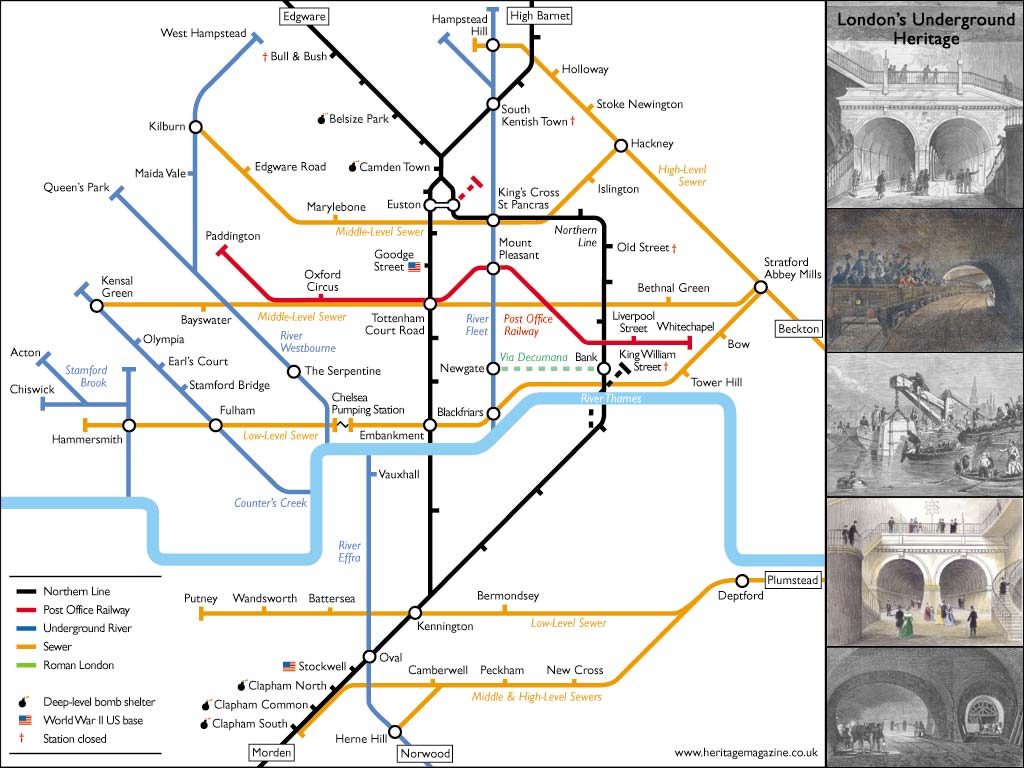 London's Underground
Heritage
Edgware
Hampstead
Hill
High Barnet
West Hampstead
† Bull & Bush
Holloway
Belsize Park
South
Kentish Town †
Stoke Newington
Kilburn
Hackney
Maida Vale
Edgware Road
Camden Town
High-Level
Sewer
Queen's Park
Islington
King's Cross
St Pancras
Euston
Marylebone
Middle-Level Sewer
Northern
Line
Paddington
Goodge
Street
Mount
Pleasant
Old Street †
Stratford
Abbey Mills
Kensal
Green
Oxford
Circus
Bethnal Green
Bayswater
Middle-Level Sewer
Tottenham
Court Road
River
Fleet
Post Office
Railway
Liverpool
Street
Whitechapel
Beckton
Olympia
River
Westbourne
Bow
Acton
Stamford
Brook
Earl's Court
The Serpentine
Newgate
Via Decumana
Bank
King William
Street †
Chiswick
Stamford Bridge
Tower Hill
Fulham
Chelsea
Pumping Station
Blackfriars
River Thames
Hammersmith
Low-Level Sewer
Embankment
Vauxhall
Counter's Creek
River
Effra
Northern Line
Post Office Railway
Underground River
Sewer
Roman London
Deep-level bomb shelter
World War II US base
† Station closed
Putney
Wandsworth
Battersea
Bermondsey
Deptford
Plumstead
Kennington
Low-Level Sewer
Stockwell
Oval
Clapham North
Camberwell
Peckham
New Cross
Clapham Common
Middle & High-Level Sewers
Clapham South
Herne Hill
Morden
Norwood
www.heritagemagazine.co.uk